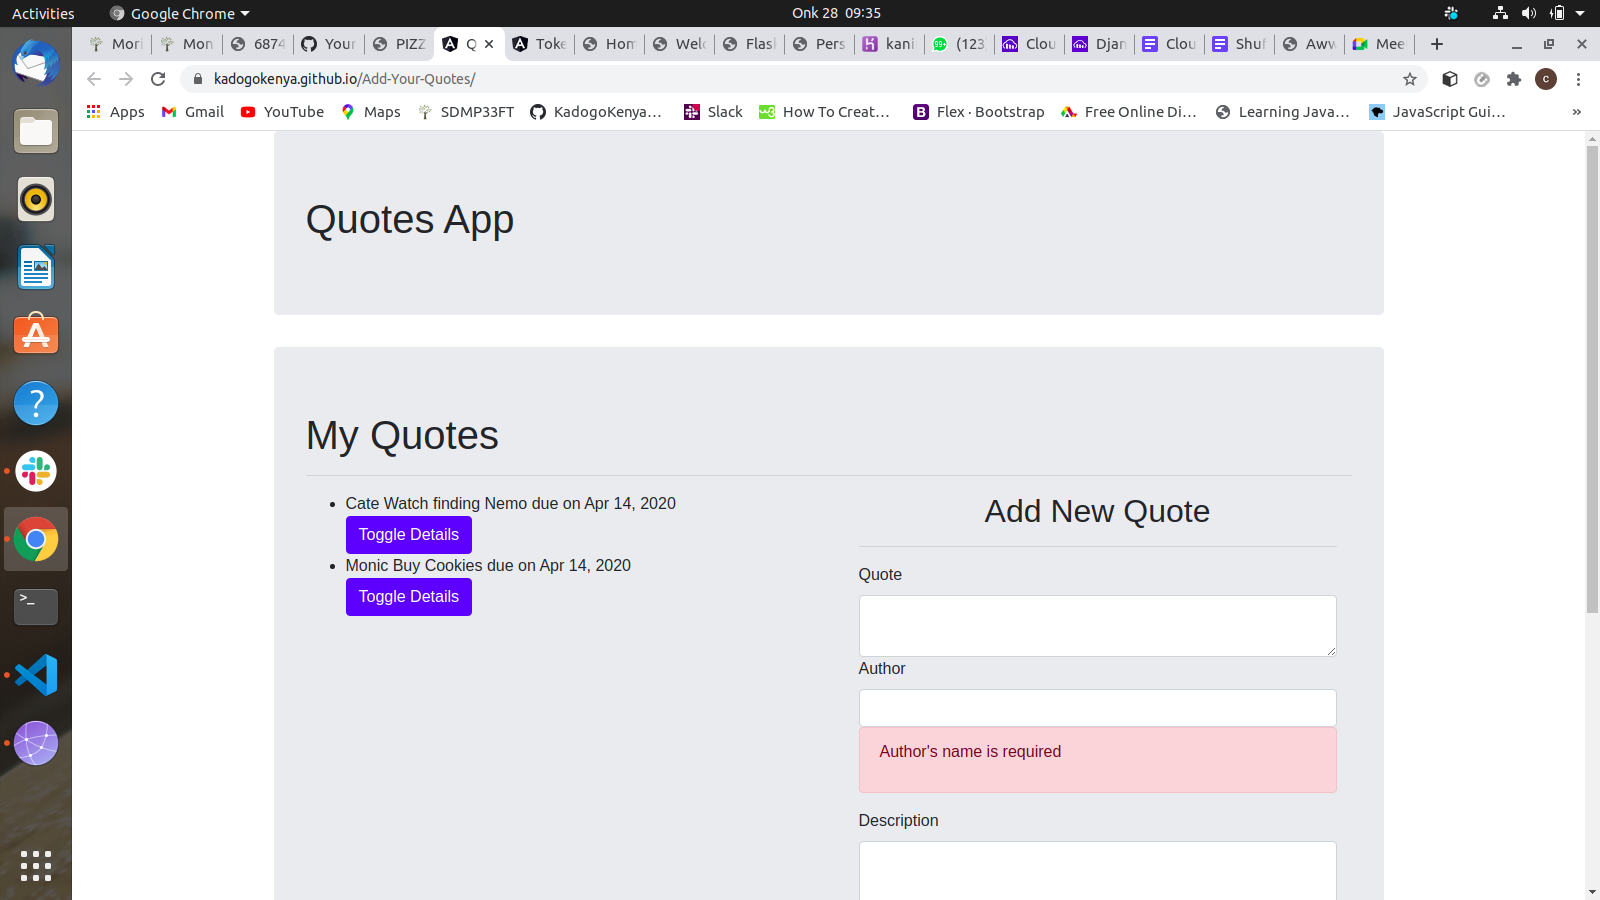 Activities Google Chrome Onk 28 09:35
Mori Mon 6874 Your PIZZ Q Toke Hom Welc Flas Pers kani (123 Clou Djan Clou Shuf Aww Mee
kadogokenya.github.io/Add-Your-Quotes/ c
Apps Gmail YouTube Maps SDMP33FT KadogoKenya… Slack How To Creat… Flex · Bootstrap Free Online Di… Learning Java… JavaScript Gui… »
Quotes App
My Quotes
Cate Watch finding Nemo due on Apr 14, 2020
Toggle Details
Monic Buy Cookies due on Apr 14, 2020
Toggle Details
Add New Quote
Quote
Author
Author's name is required
Description